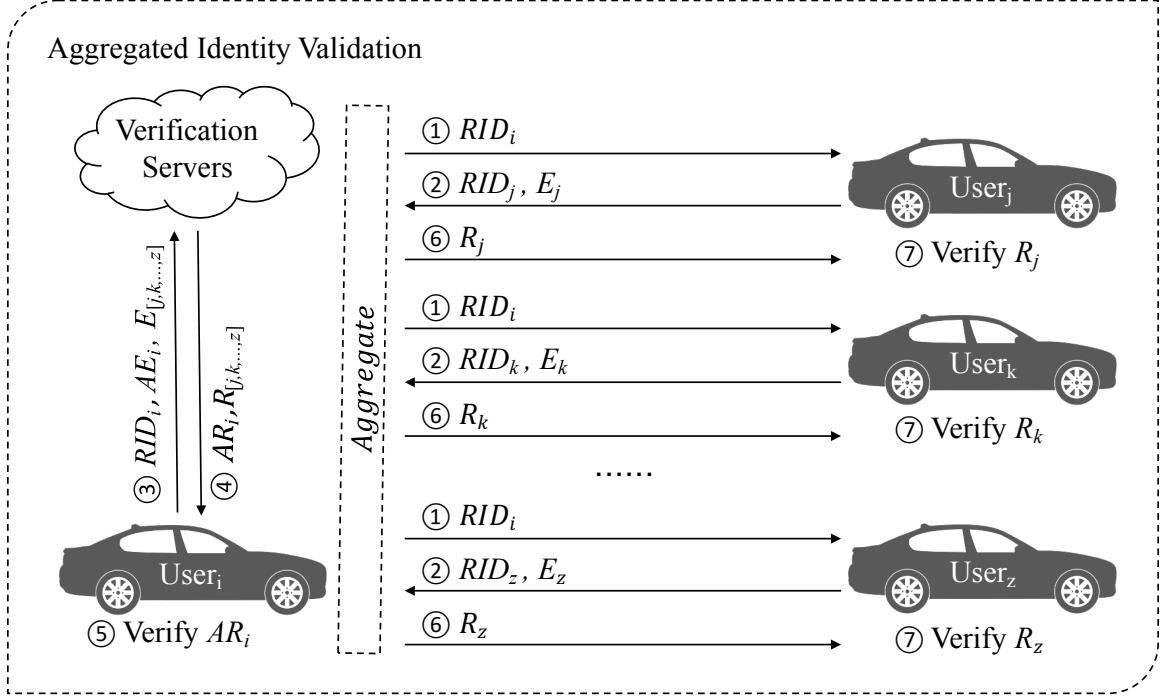 Aggregated Identity Validation
Verification
Servers
③ RID_i, AE_i, E_[j,k,...,z]
④ AR_i, R_[j,k,...,z]
User_i
⑤ Verify AR_i
Aggregate
① RID_i
② RID_j, E_j
⑥ R_j
User_j
⑦ Verify R_j
① RID_i
② RID_k, E_k
⑥ R_k
User_k
⑦ Verify R_k
......
① RID_i
② RID_z, E_z
⑥ R_z
User_z
⑦ Verify R_z